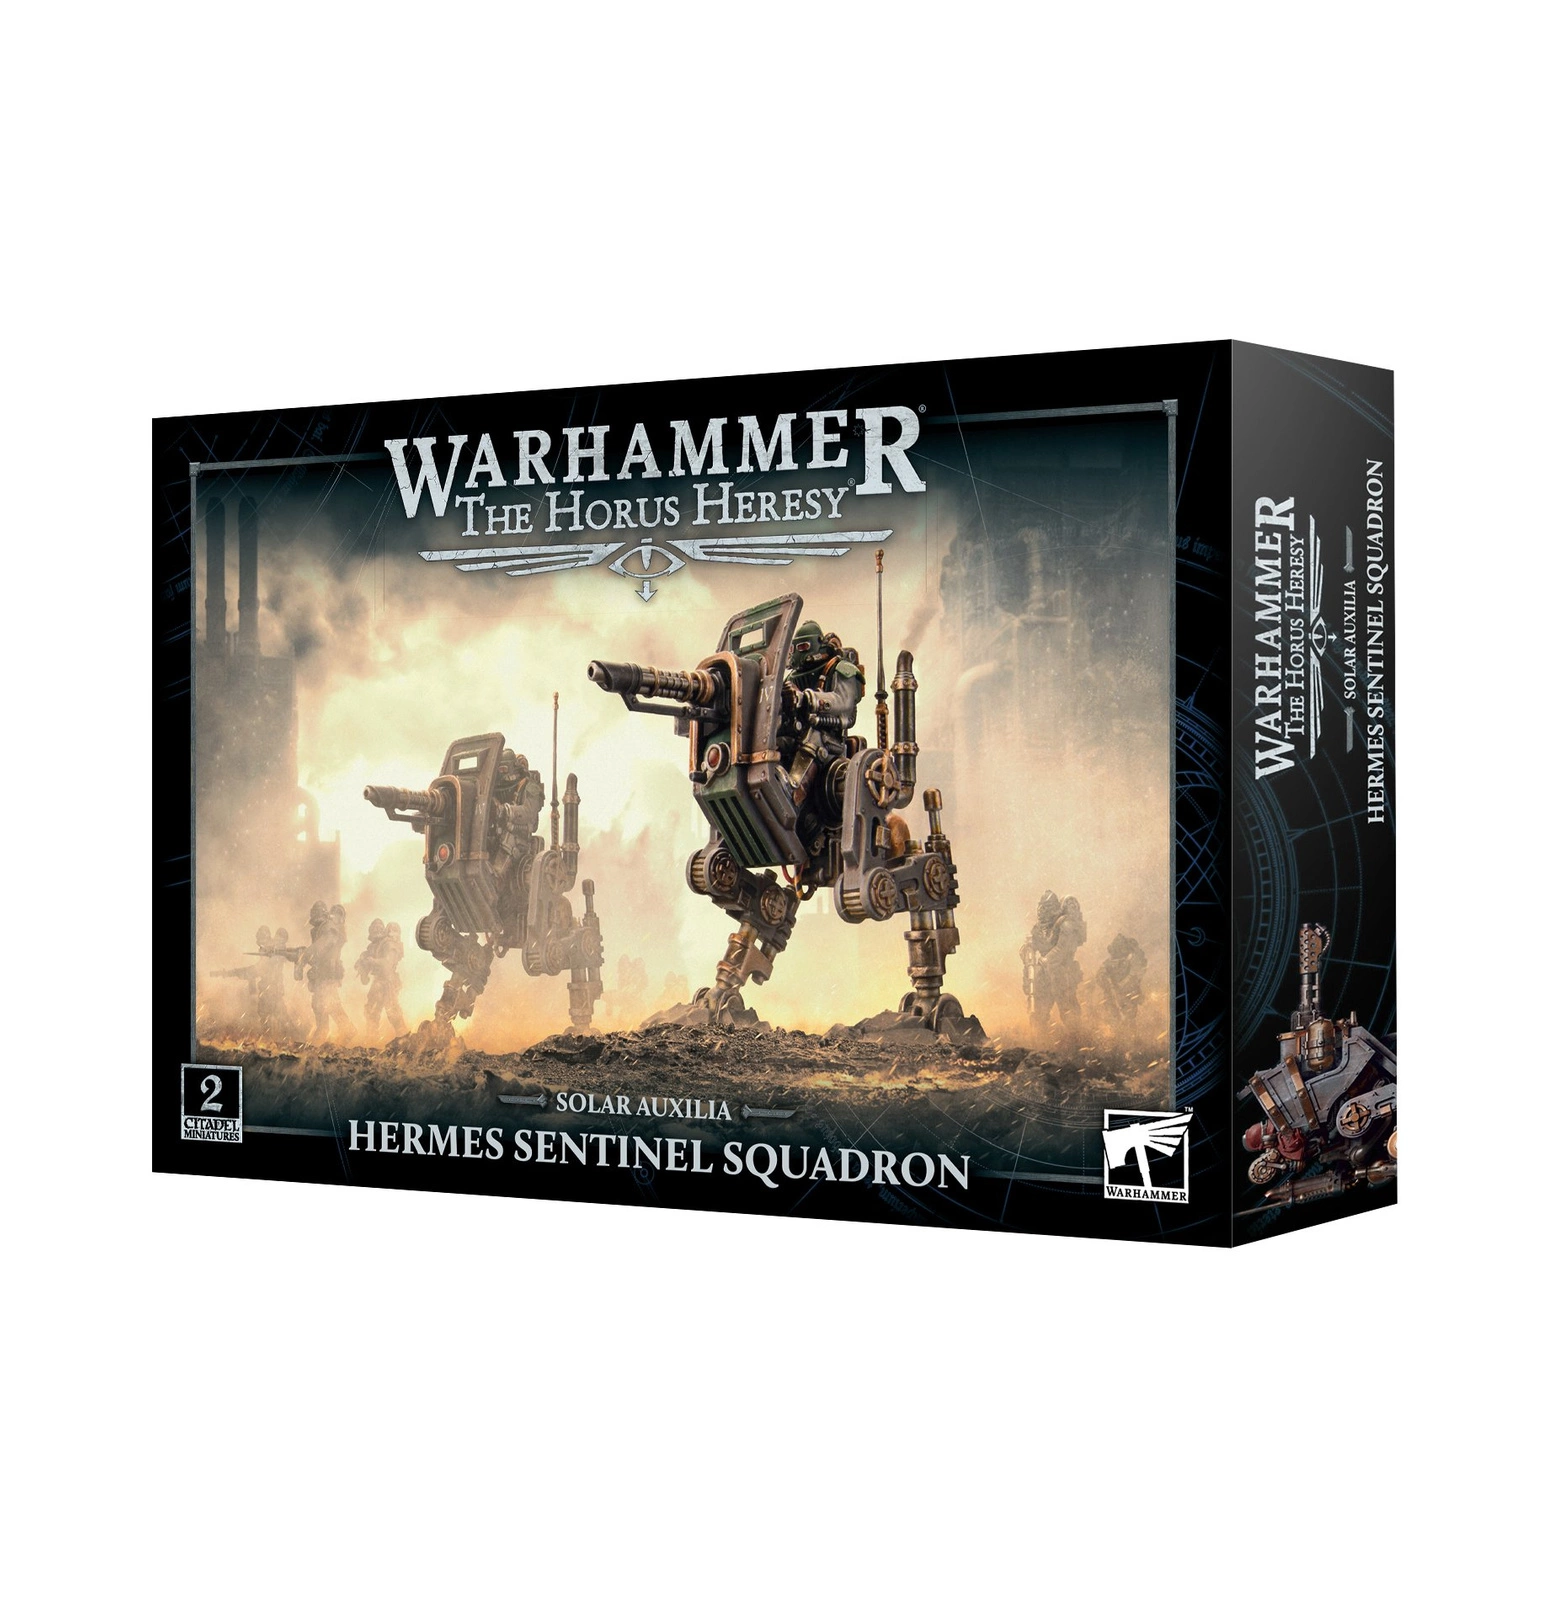 WARHAMMER®
THE HORUS HERESY®
2
CITADEL
MINIATURES
SOLAR AUXILIA
HERMES SENTINEL SQUADRON
WARHAMMER™
WARHAMMER
THE HORUS HERESY
SOLAR AUXILIA
HERMES SENTINEL SQUADRON